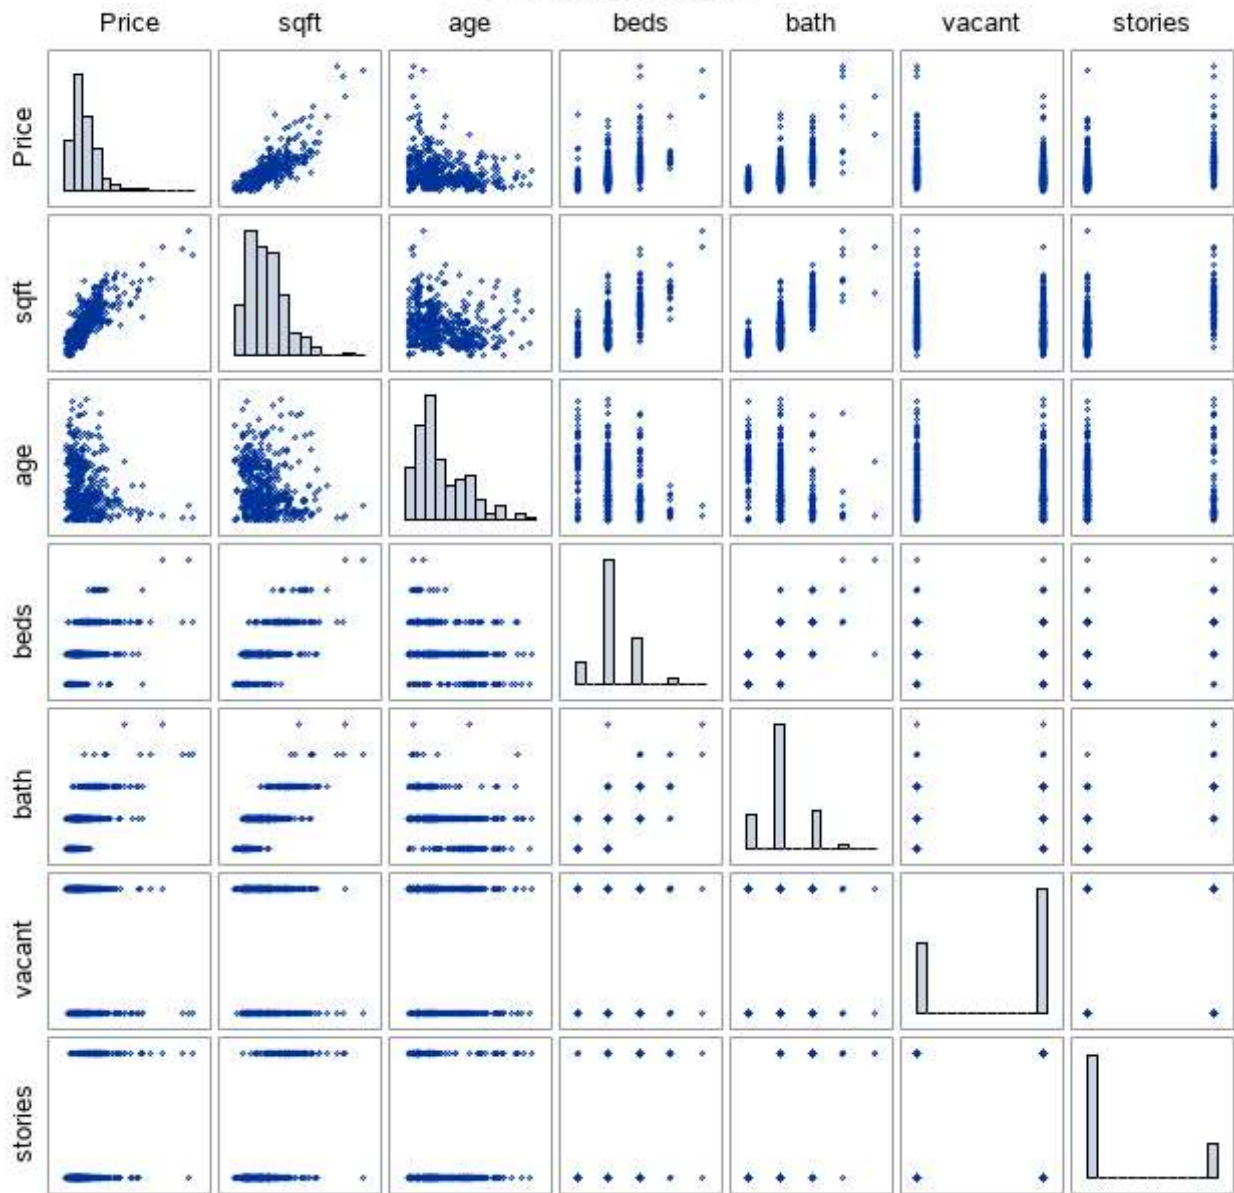 Price sqft age beds bath vacant stories
Price
sqft
age
beds
bath
vacant
stories